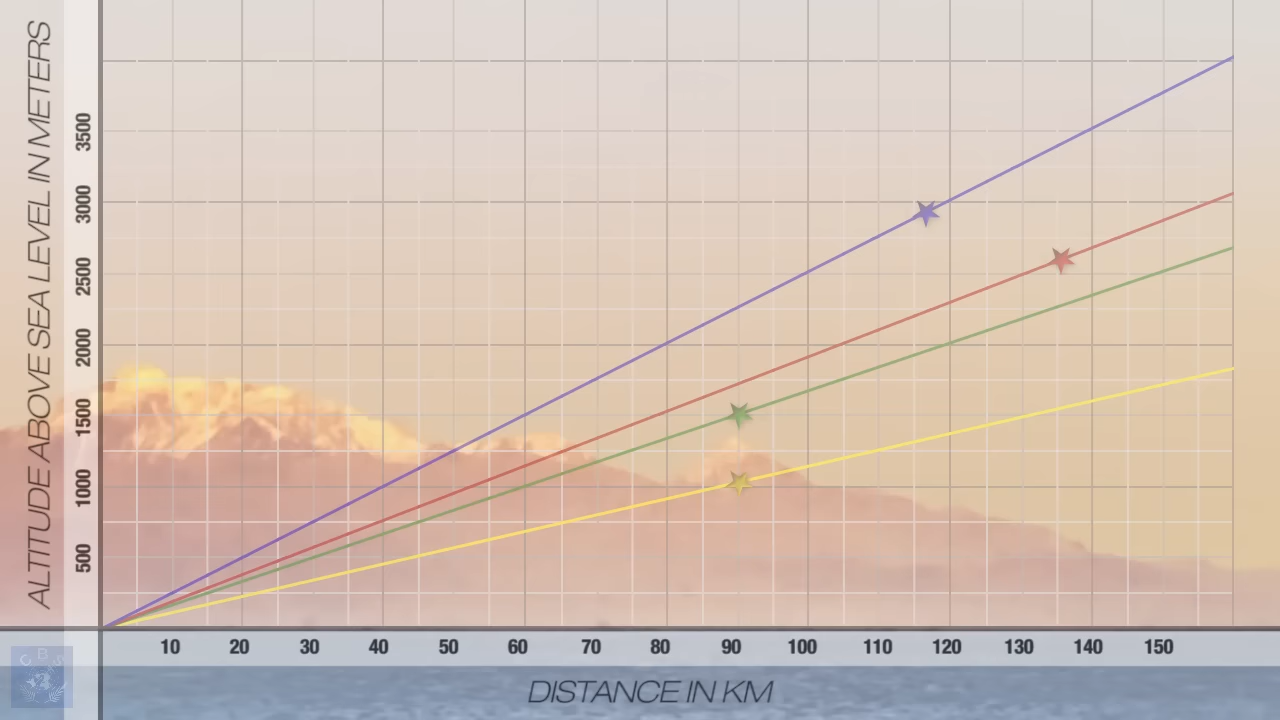 ALTITUDE ABOVE SEA LEVEL IN METERS
3500
3000
2500
2000
1500
1000
500
10 20 30 40 50 60 70 80 90 100 110 120 130 140 150
DISTANCE IN KM
CBS